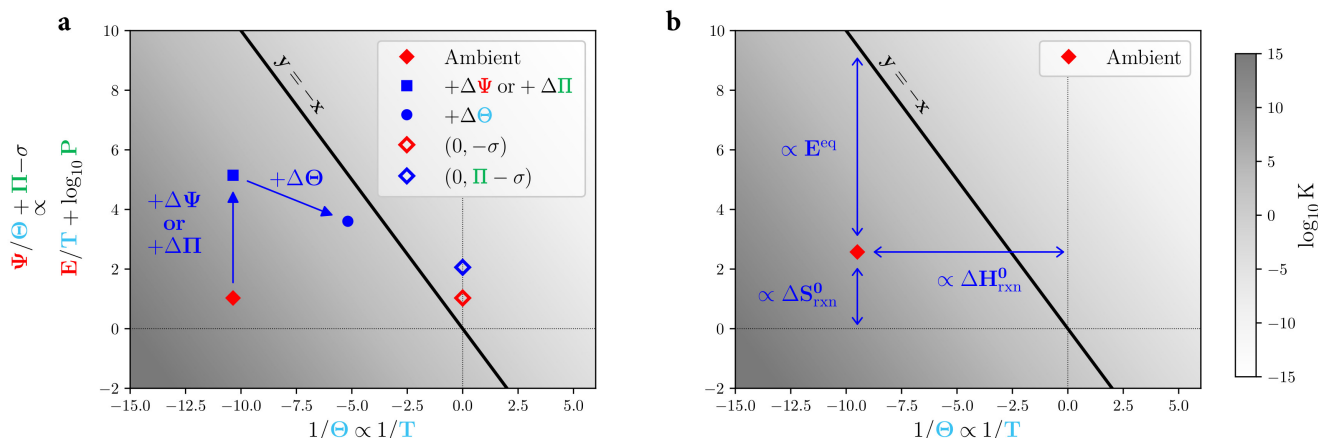 a
b
Ψ/Θ + Π−σ
∝
E/T + log₁₀ P
10
8
6
4
2
0
−2
−15.0
−12.5
−10.0
−7.5
−5.0
−2.5
0.0
2.5
5.0
1/Θ ∝ 1/T
y = −x
Ambient
+ΔΨ or + ΔΠ
+ΔΘ
(0, −σ)
(0, Π − σ)
+ΔΨ
or
+ΔΠ
+ΔΘ
10
8
6
4
2
0
−2
−15.0
−12.5
−10.0
−7.5
−5.0
−2.5
0.0
2.5
5.0
1/Θ ∝ 1/T
y = −x
Ambient
∝ E^eq
∝ ΔS⁰_rxn
∝ ΔH⁰_rxn
15
10
5
0
−5
−10
−15
log₁₀ K